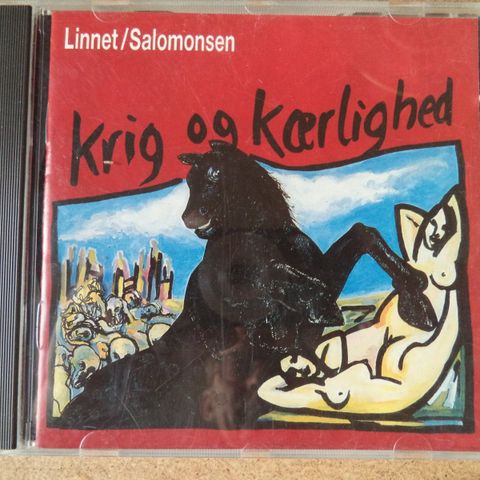 Linnet/Salomonsen
Krig og Kærlighed